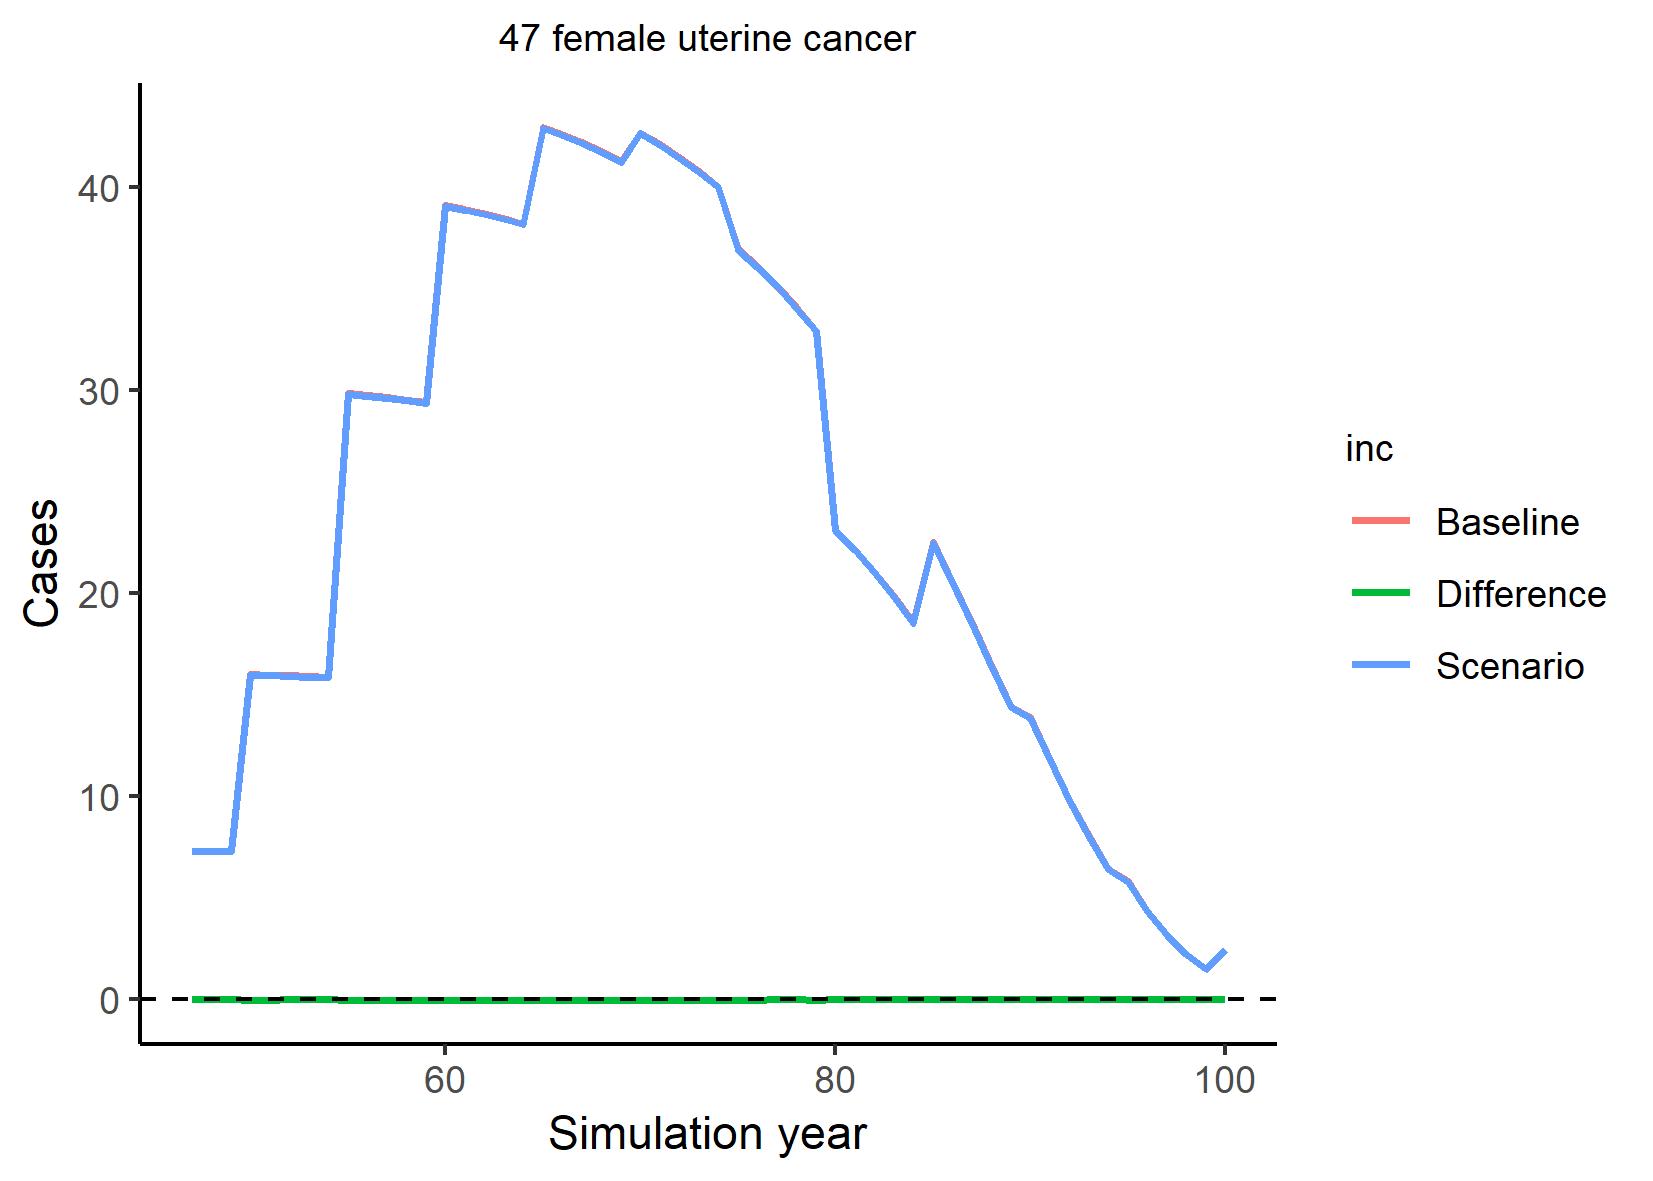 47 female uterine cancer
Cases
40
30
20
10
0
60 80 100
Simulation year
inc
Baseline
Difference
Scenario